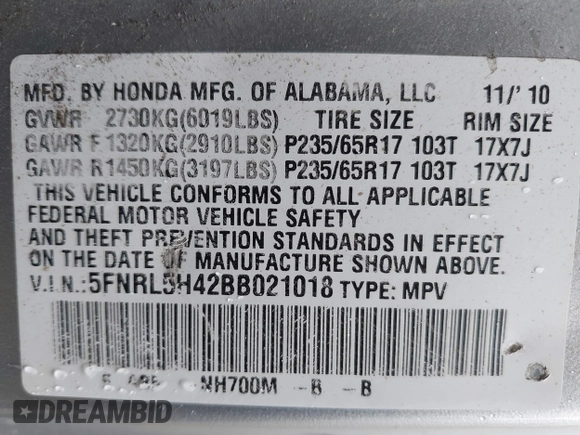 MFD. BY HONDA MFG. OF ALABAMA, LLC 11/'10
GVWR 2730KG(6019LBS) TIRE SIZE RIM SIZE
GAWR F 1320KG(2910LBS) P235/65R17 103T 17X7J
GAWR R 1450KG(3197LBS) P235/65R17 103T 17X7J
THIS VEHICLE CONFORMS TO ALL APPLICABLE
FEDERAL MOTOR VEHICLE SAFETY
AND THEFT PREVENTION STANDARDS IN EFFECT
ON THE DATE OF MANUFACTURE SHOWN ABOVE.
V.I.N.:5FNRL5H42BB021018 TYPE: MPV
NH700M -B -B
DREAMBID